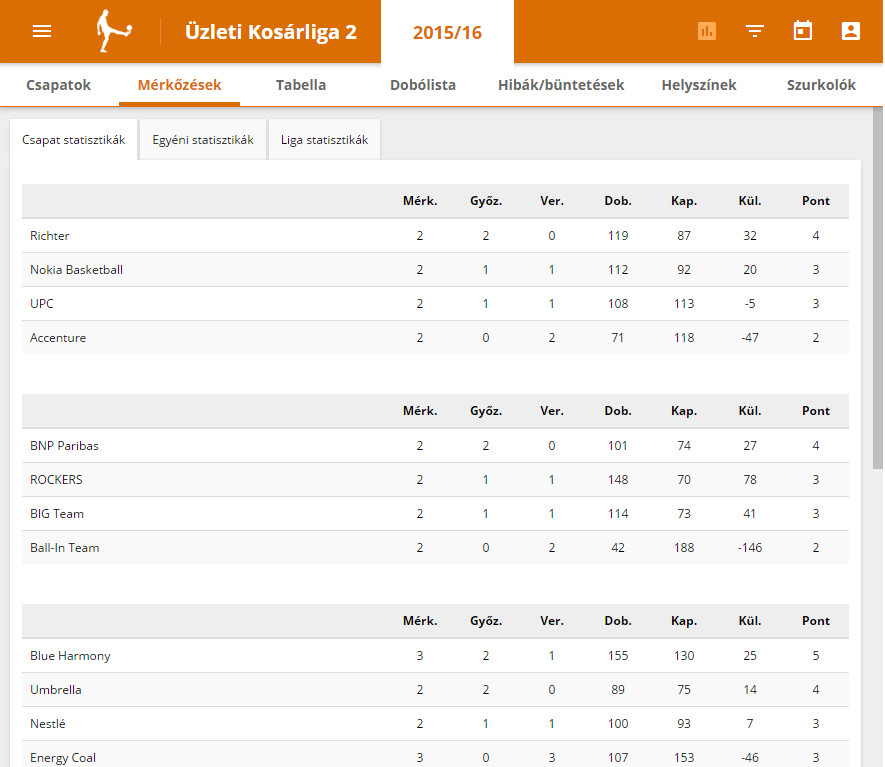 Üzleti Kosárliga 2 2015/16
Csapatok Mérkőzések Tabella Dobólista Hibák/büntetések Helyszínek Szurkolók
Csapat statisztikák Egyéni statisztikák Liga statisztikák
Mérk. Győz. Ver. Dob. Kap. Kül. Pont
Richter 2 2 0 119 87 32 4
Nokia Basketball 2 1 1 112 92 20 3
UPC 2 1 1 108 113 -5 3
Accenture 2 0 2 71 118 -47 2
Mérk. Győz. Ver. Dob. Kap. Kül. Pont
BNP Paribas 2 2 0 101 74 27 4
ROCKERS 2 1 1 148 70 78 3
BIG Team 2 1 1 114 73 41 3
Ball-In Team 2 0 2 42 188 -146 2
Mérk. Győz. Ver. Dob. Kap. Kül. Pont
Blue Harmony 3 2 1 155 130 25 5
Umbrella 2 2 0 89 75 14 4
Nestlé 2 1 1 100 93 7 3
Energy Coal 3 0 3 107 153 -46 3